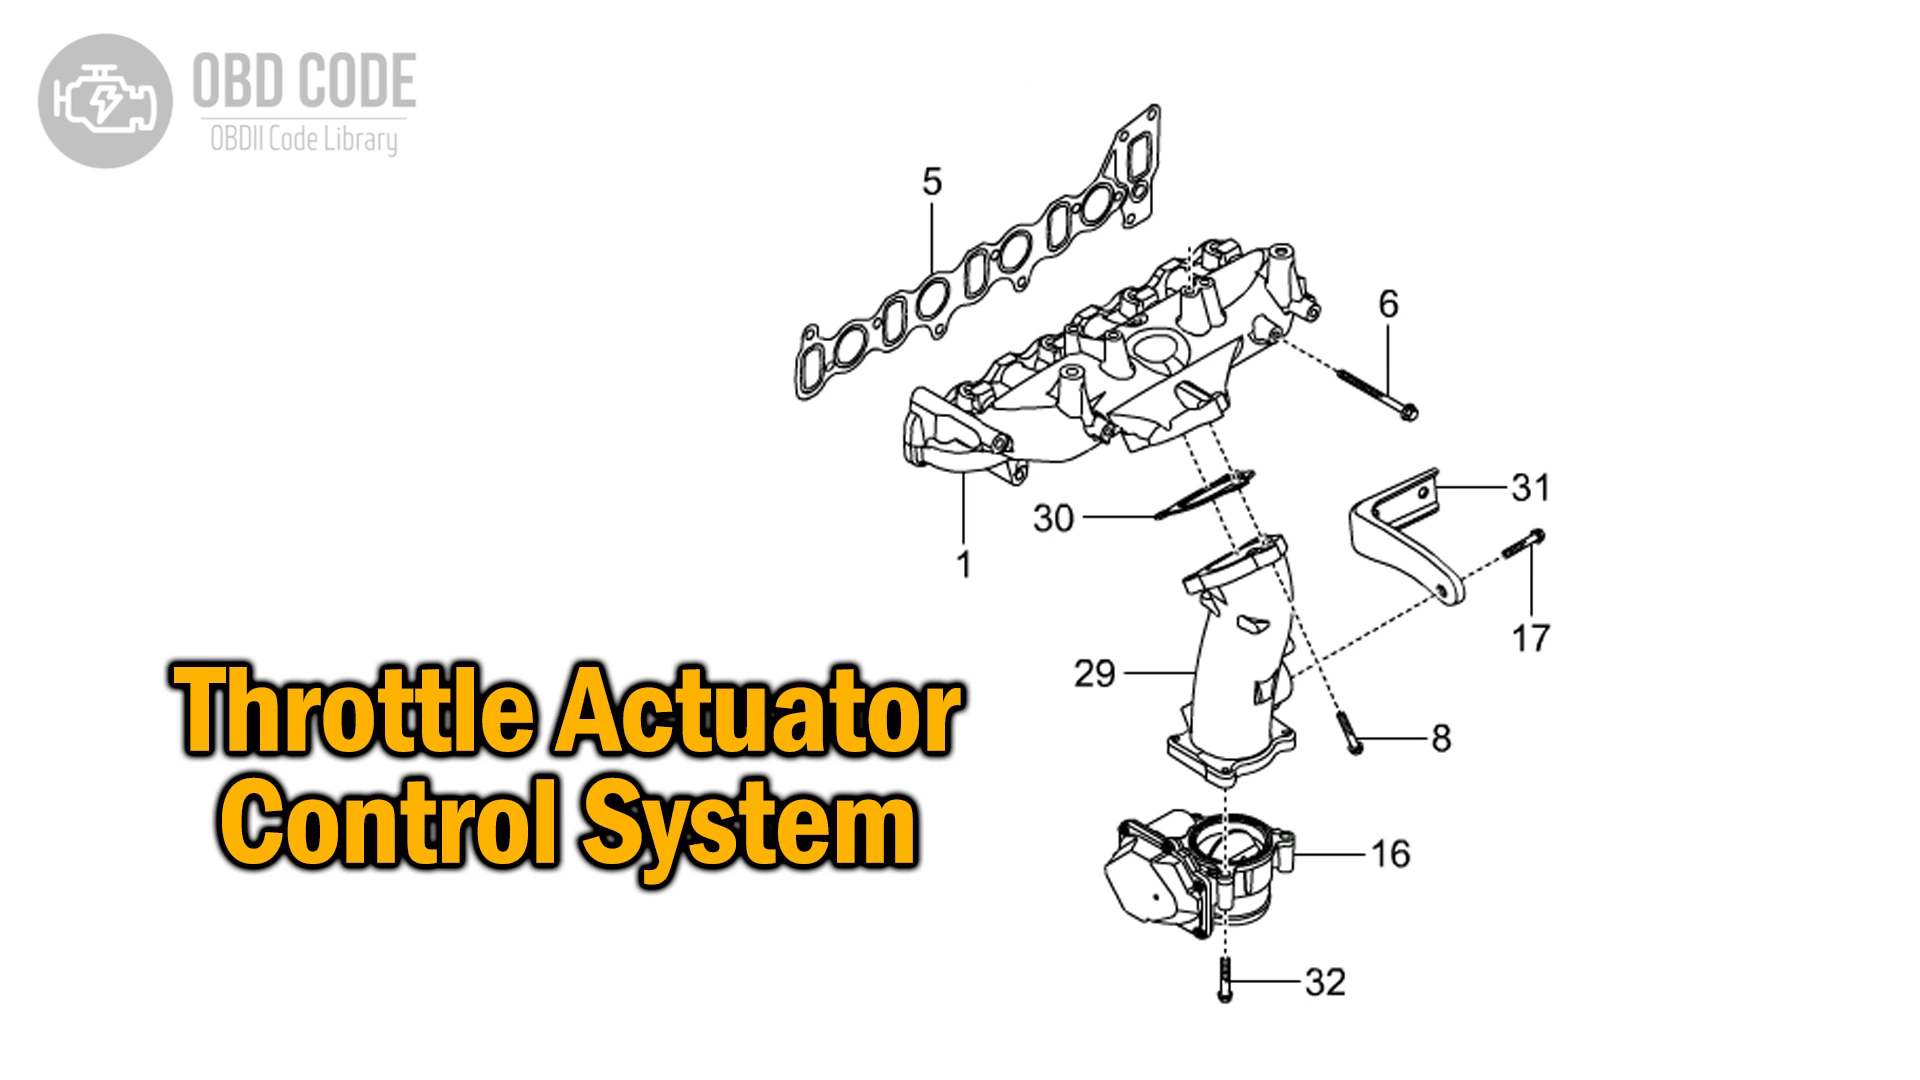 OBD CODE
OBDII Code Library
5
6
31
30
1
17
29
8
Throttle Actuator
Control System
16
32